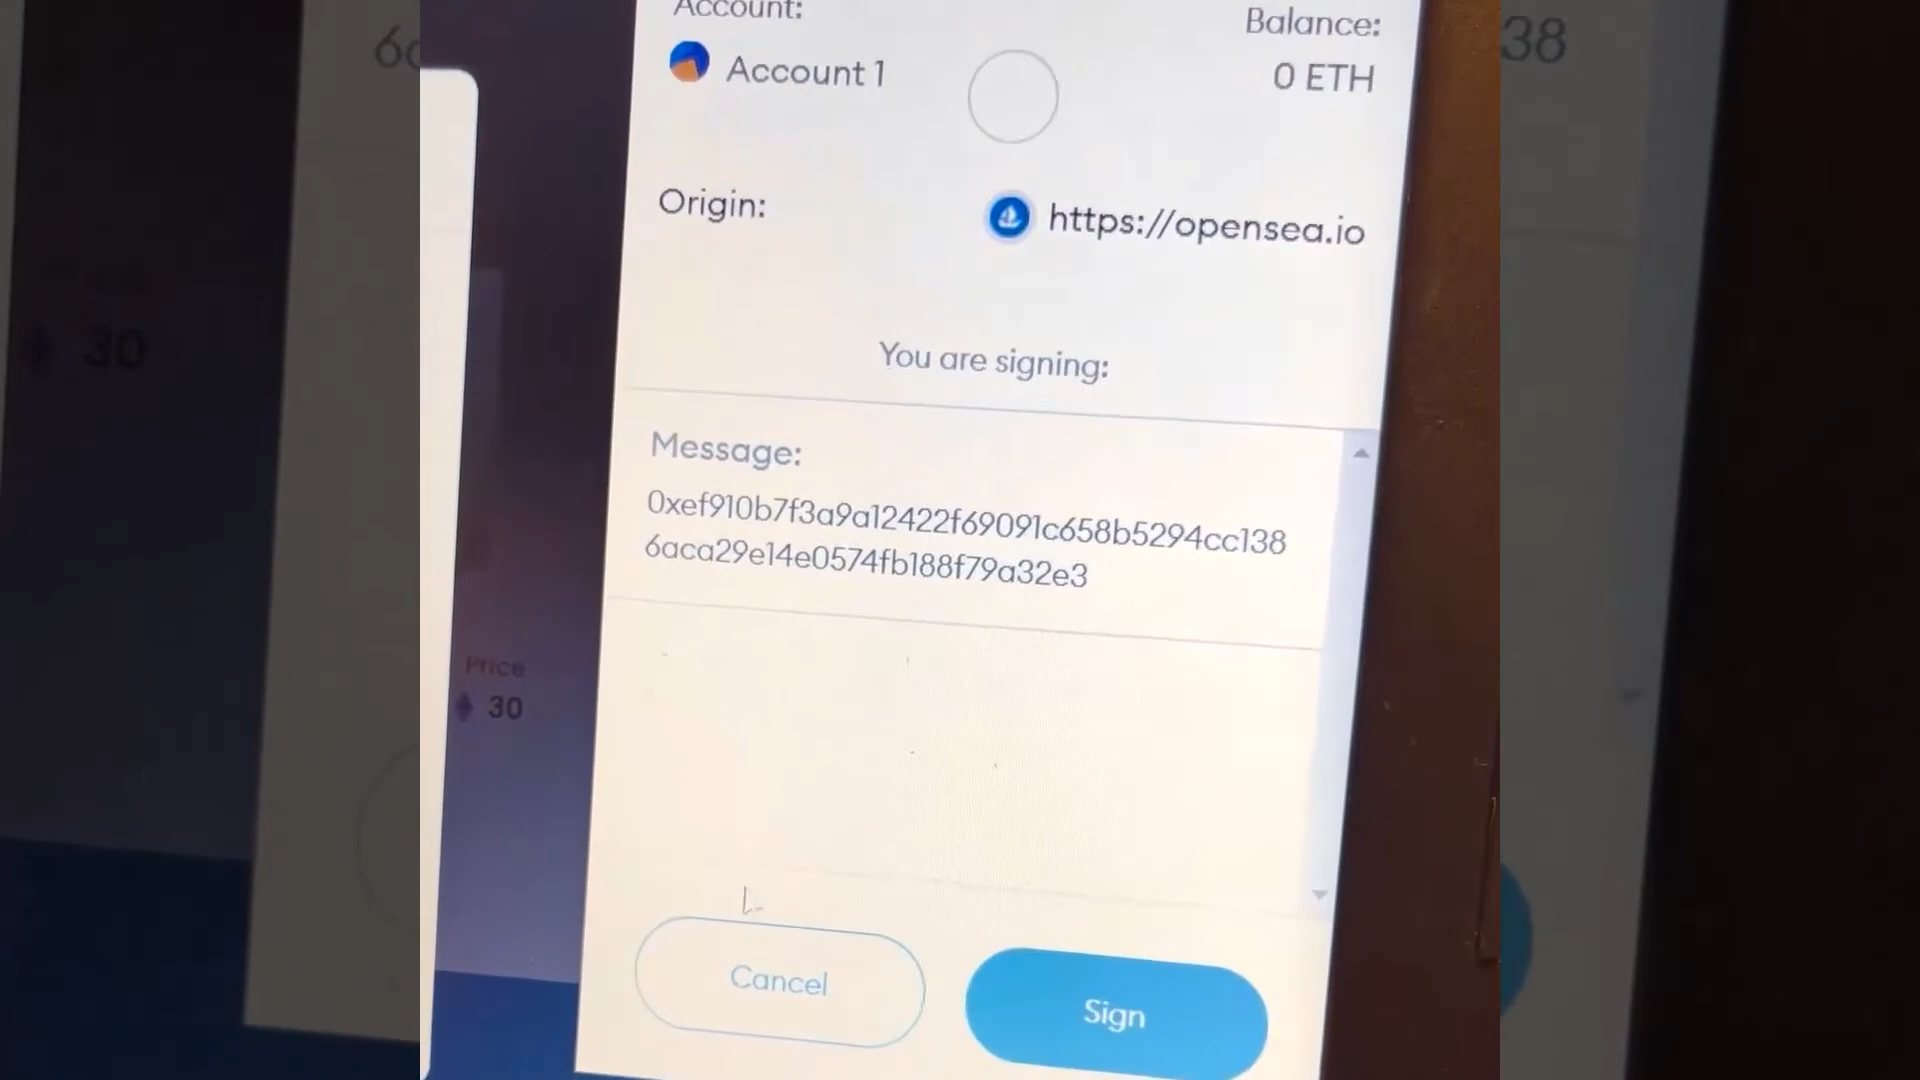 Account:
Balance:
Account 1
0 ETH
Origin:
https://opensea.io
You are signing:
Message:
0xef910b7f3a9a12422f69091c658b5294cc138
6aca29e14e0574fb188f79a32e3
Price
30
Cancel
Sign
30
38